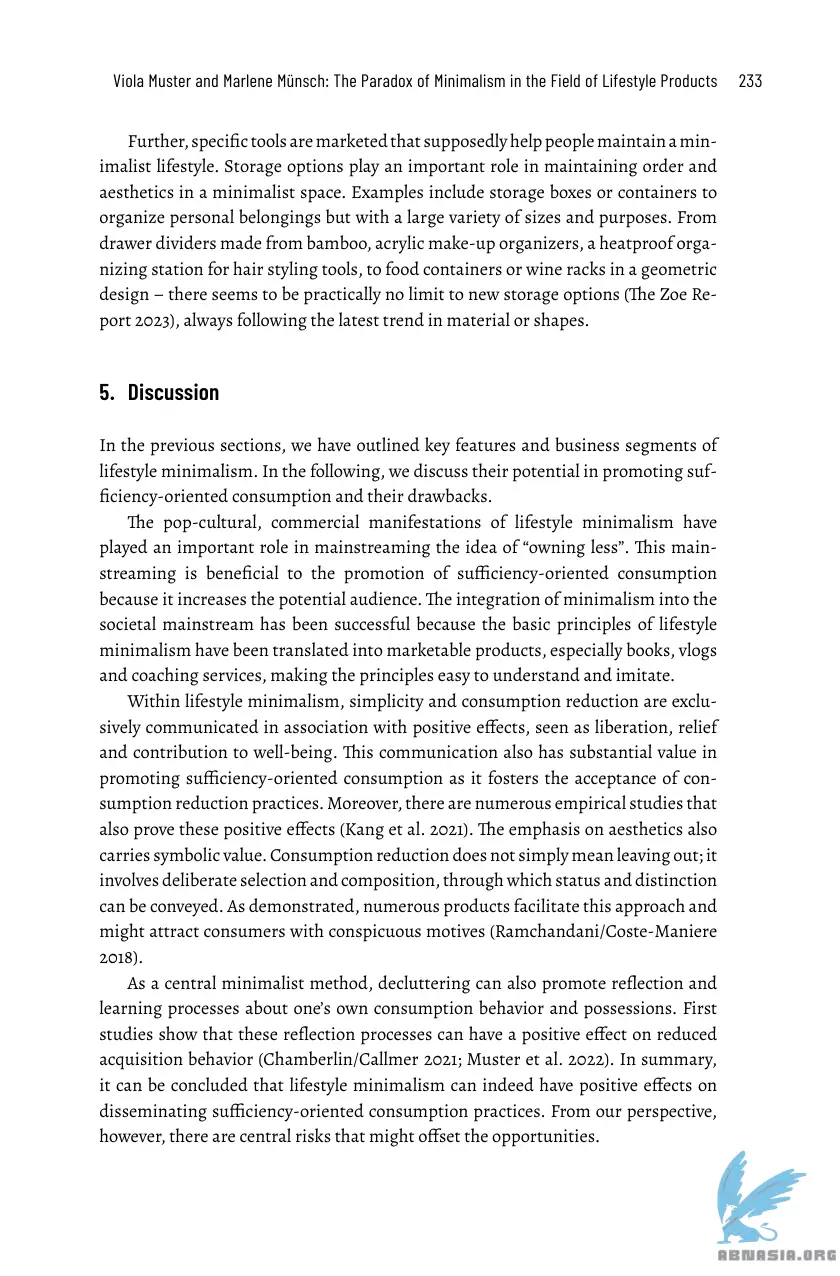 Viola Muster and Marlene Münsch: The Paradox of Minimalism in the Field of Lifestyle Products 233
Further, specific tools are marketed that supposedly help people maintain a min-
imalist lifestyle. Storage options play an important role in maintaining order and
aesthetics in a minimalist space. Examples include storage boxes or containers to
organize personal belongings but with a large variety of sizes and purposes. From
drawer dividers made from bamboo, acrylic make-up organizers, a heatproof orga-
nizing station for hair styling tools, to food containers or wine racks in a geometric
design – there seems to be practically no limit to new storage options (The Zoe Re-
port 2023), always following the latest trend in material or shapes.
5. Discussion
In the previous sections, we have outlined key features and business segments of
lifestyle minimalism. In the following, we discuss their potential in promoting suf-
ficiency-oriented consumption and their drawbacks.
The pop-cultural, commercial manifestations of lifestyle minimalism have
played an important role in mainstreaming the idea of “owning less”. This main-
streaming is beneficial to the promotion of sufficiency-oriented consumption
because it increases the potential audience. The integration of minimalism into the
societal mainstream has been successful because the basic principles of lifestyle
minimalism have been translated into marketable products, especially books, vlogs
and coaching services, making the principles easy to understand and imitate.
Within lifestyle minimalism, simplicity and consumption reduction are exclu-
sively communicated in association with positive effects, seen as liberation, relief
and contribution to well-being. This communication also has substantial value in
promoting sufficiency-oriented consumption as it fosters the acceptance of con-
sumption reduction practices. Moreover, there are numerous empirical studies that
also prove these positive effects (Kang et al. 2021). The emphasis on aesthetics also
carries symbolic value. Consumption reduction does not simply mean leaving out; it
involves deliberate selection and composition, through which status and distinction
can be conveyed. As demonstrated, numerous products facilitate this approach and
might attract consumers with conspicuous motives (Ramchandani/Coste-Maniere
2018).
As a central minimalist method, decluttering can also promote reflection and
learning processes about one’s own consumption behavior and possessions. First
studies show that these reflection processes can have a positive effect on reduced
acquisition behavior (Chamberlin/Callmer 2021; Muster et al. 2022). In summary,
it can be concluded that lifestyle minimalism can indeed have positive effects on
disseminating sufficiency-oriented consumption practices. From our perspective,
however, there are central risks that might offset the opportunities.
ABNASIA.ORG